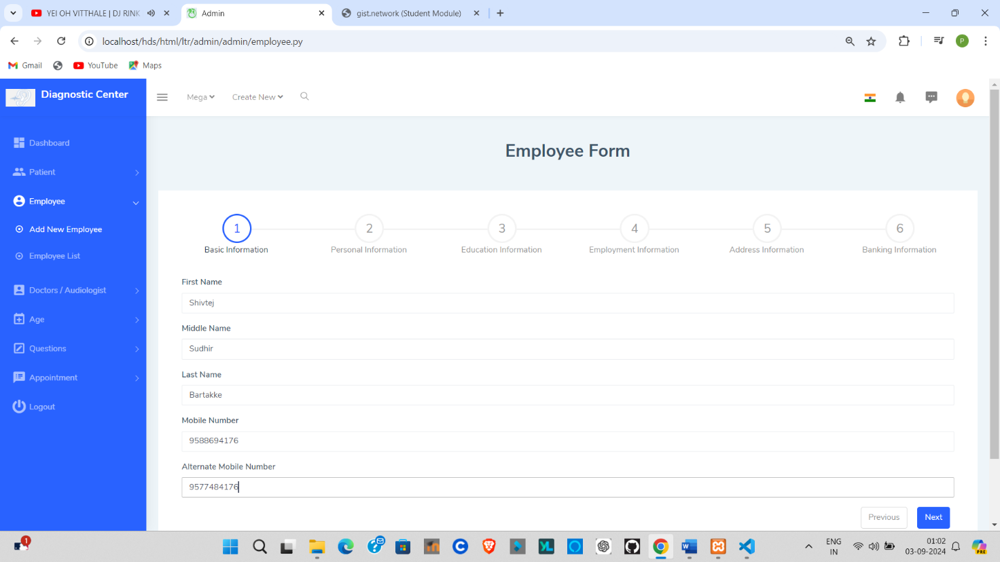 YEI OH VITTHALE | DJ RINK
Admin
gist.network (Student Module)
localhost/hds/html/ltr/admin/admin/employee.py
P
Gmail
YouTube
Maps
Diagnostic Center
Mega
Create New
Dashboard
Patient
Employee
Add New Employee
Employee List
Doctors / Audiologist
Age
Questions
Appointment
Logout
Employee Form
1 2 3 4 5 6
Basic Information Personal Information Education Information Employment Information Address Information Banking Information
First Name
Shivtej
Middle Name
Sudhir
Last Name
Bartakke
Mobile Number
9588694176
Alternate Mobile Number
9577484176
Previous Next
1
ENG
IN
01:02
03-09-2024
PRE